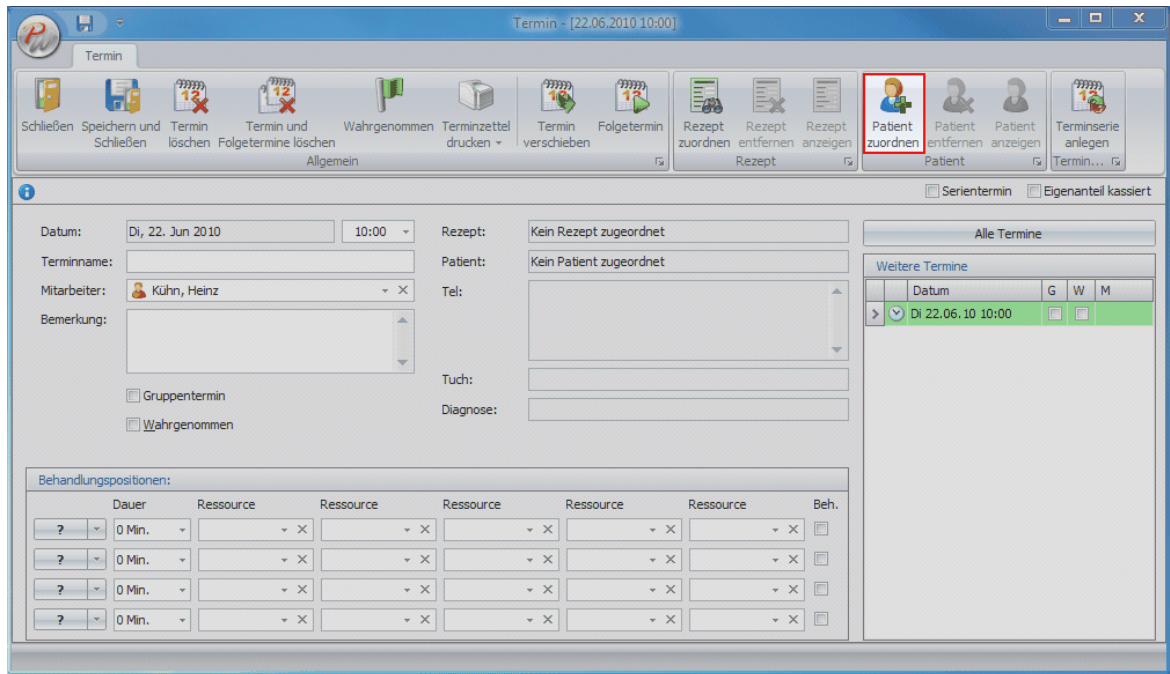 Termin - [22.06.2010 10:00]
Termin
Schließen
Speichern und Schließen
Termin löschen
Termin und Folgetermine löschen
Wahrgenommen
Terminzettel drucken
Termin verschieben
Folgetermin
Rezept zuordnen
Rezept entfernen
Rezept anzeigen
Patient zuordnen
Patient entfernen
Patient anzeigen
Terminserie anlegen
Allgemein
Rezept
Patient
Termin...
Serientermin
Eigenanteil kassiert
Datum: Di, 22. Jun 2010 10:00
Terminname:
Mitarbeiter: Kühn, Heinz
Bemerkung:
Gruppentermin
Wahrgenommen
Rezept: Kein Rezept zugeordnet
Patient: Kein Patient zugeordnet
Tel:
Tuch:
Diagnose:
Alle Termine
Weitere Termine
Datum G W M
Di 22.06.10 10:00
Behandlungspositionen:
Dauer Ressource Ressource Ressource Ressource Ressource Beh.
? 0 Min.
? 0 Min.
? 0 Min.
? 0 Min.